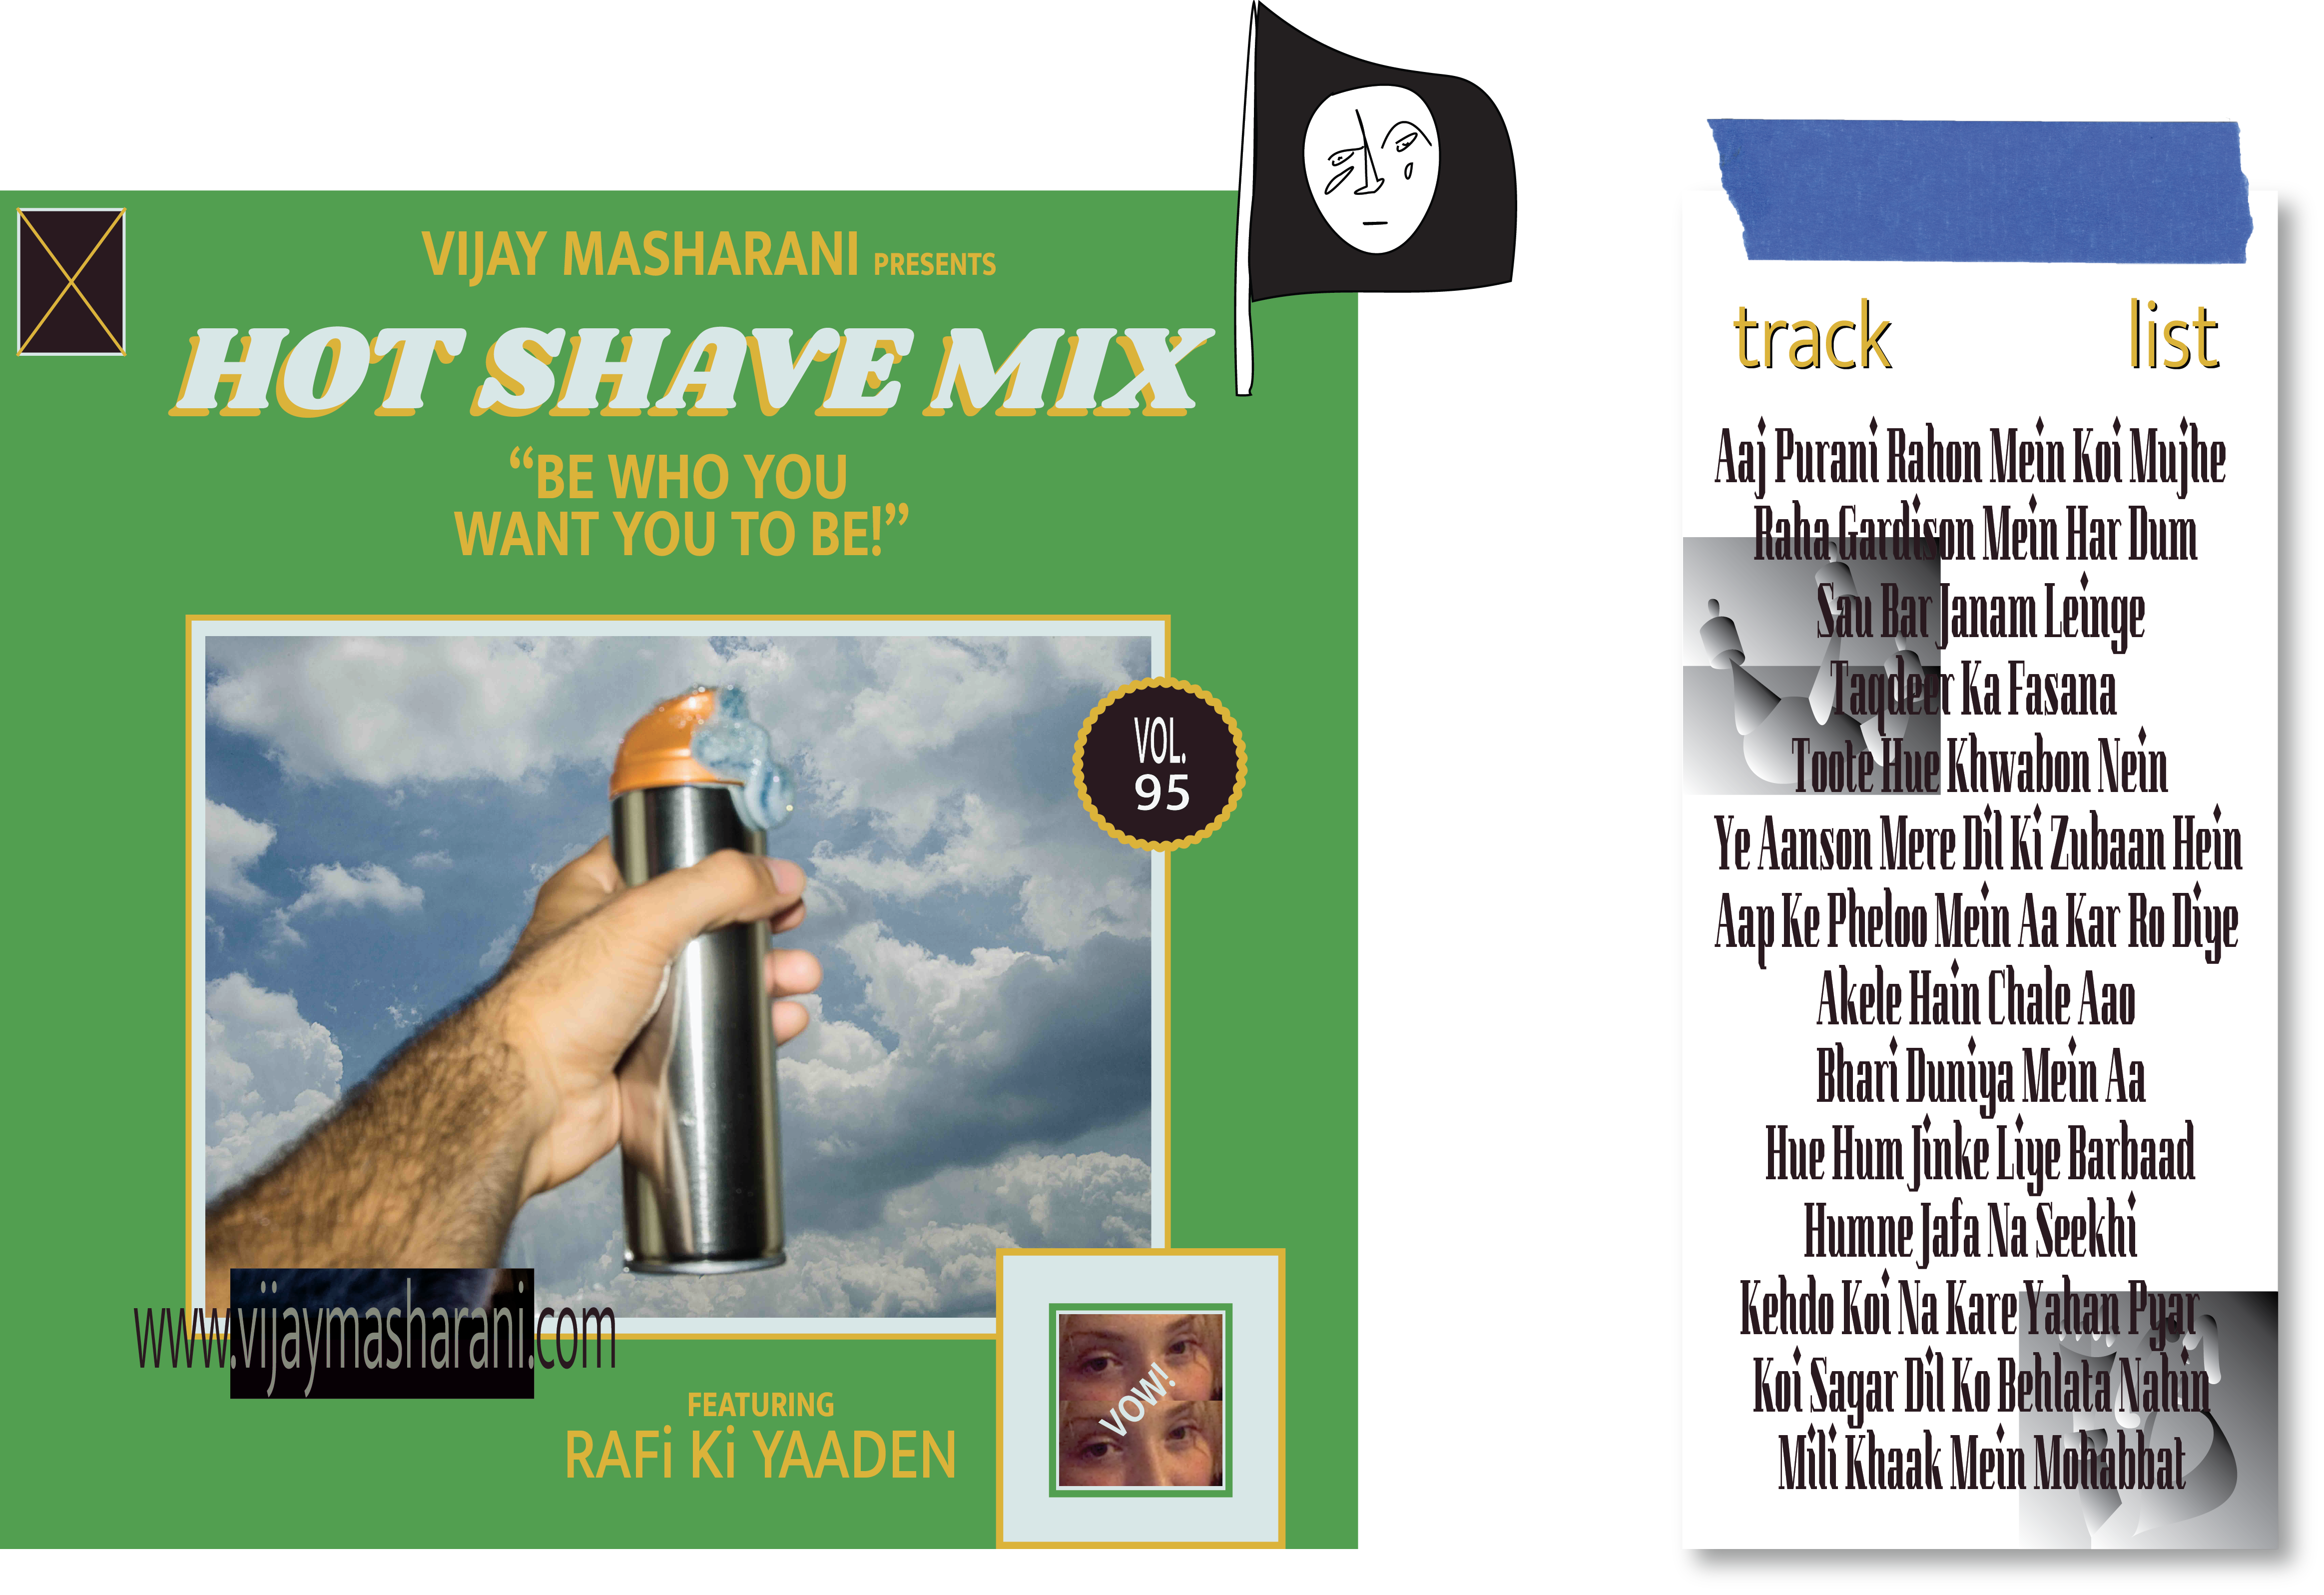 VIJAY MASHARANI PRESENTS
HOT SHAVE MIX
“BE WHO YOU
WANT YOU TO BE!”
VOL.
95
www.vijaymasharani.com
VOW!
FEATURING
RAFi Ki YAADEN
track list
Aaj Purani Rahon Mein Koi Mujhe
Raha Gardison Mein Har Dum
Sau Bar Janam Leinge
Taqdeer Ka Fasana
Toote Hue Khwabon Nein
Ye Aanson Mere Dil Ki Zubaan Hein
Aap Ke Pheloo Mein Aa Kar Ro Diye
Akele Hain Chale Aao
Bhari Duniya Mein Aa
Hue Hum Jinke Liye Barbaad
Humne Jafa Na Seekhi
Kehdo Koi Na Kare Yahan Pyar
Koi Sagar Dil Ko Behlata Nahin
Mili Khaak Mein Mohabbat